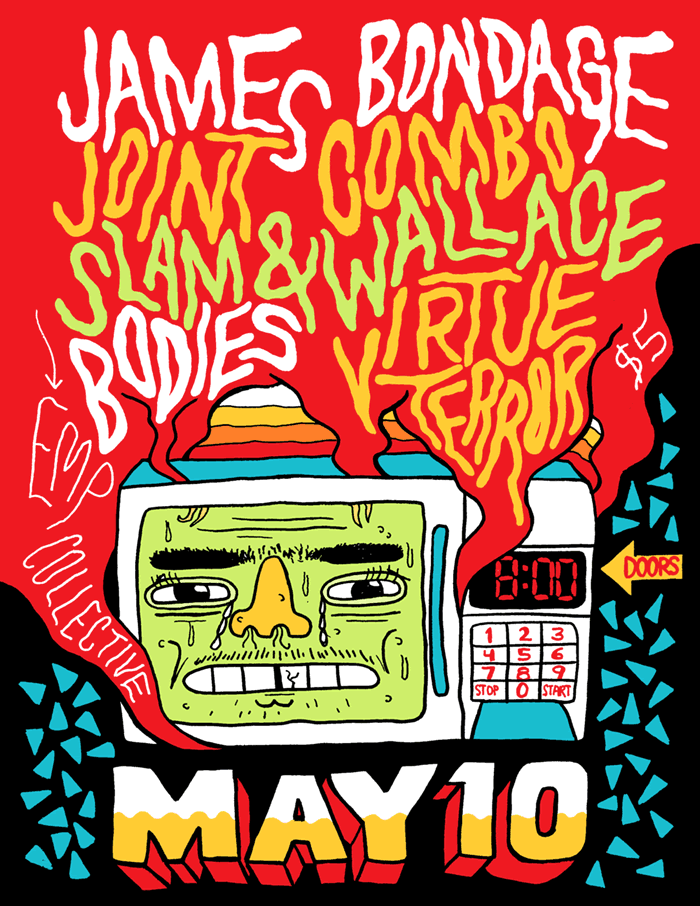 JAMES BONDAGE
JOINT COMBO
SLAM & WALLACE
BODIES
VIRTUE
TERROR
$5
EMP
COLLECTIVE
8:00
DOORS
1 2 3
4 5 6
7 8 9
STOP 0 START
MAY 10